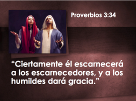 Proverbios 3:34
“Ciertamente él escarnecerá
a los escarnecedores, y a los
humildes dará gracia.”